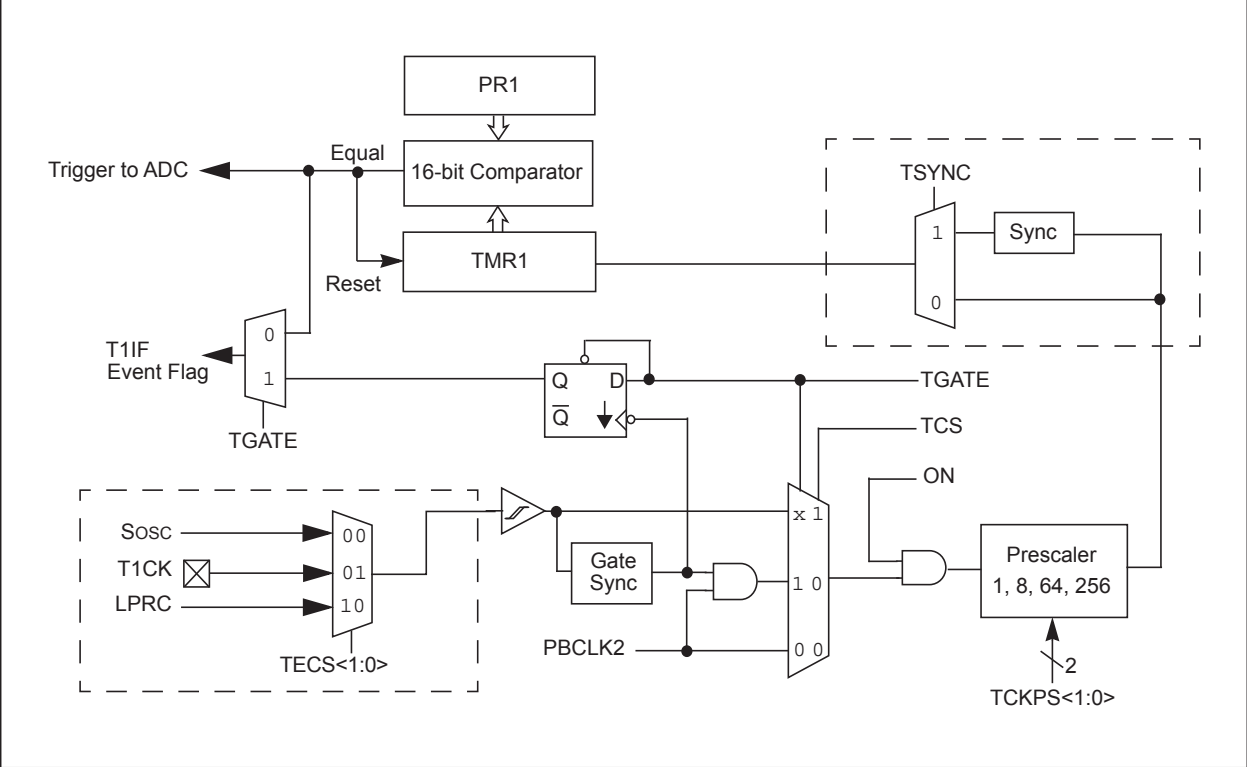 PR1
Equal
Trigger to ADC
16-bit Comparator
TSYNC
1
Sync
TMR1
Reset
0
0
T1IF
Event Flag
1
Q
D
TGATE
Q̅
TGATE
TCS
ON
SOSC
00
x 1
T1CK
01
Gate
Sync
Prescaler
1, 8, 64, 256
LPRC
10
1 0
PBCLK2
0 0
TECS<1:0>
2
TCKPS<1:0>